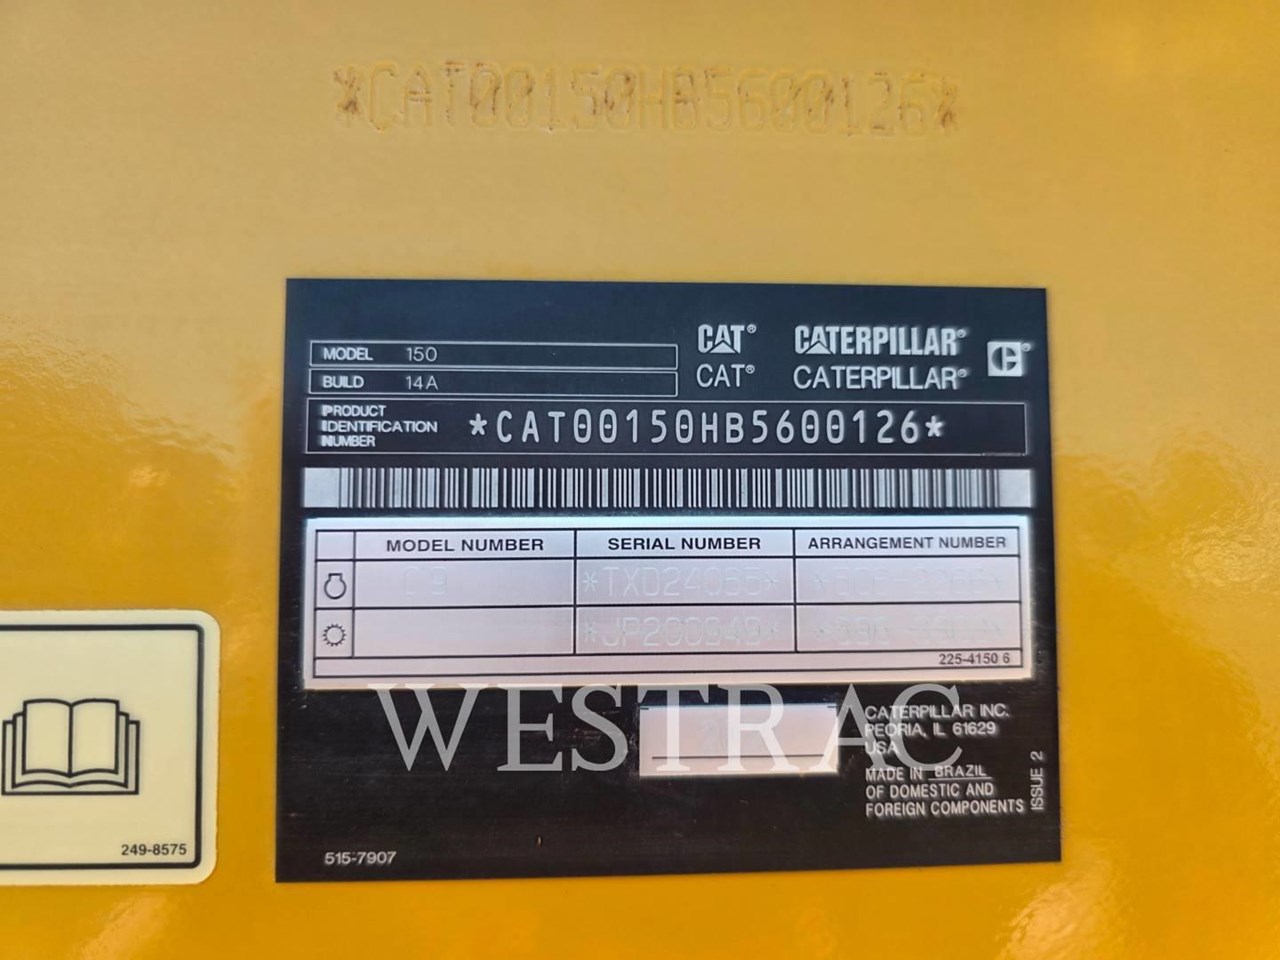 *CAT00150HB5600126*
MODEL 150
BUILD 14A
CAT® CATERPILLAR®
CAT® CATERPILLAR®
PRODUCT
IDENTIFICATION
NUMBER
*CAT00150HB5600126*
MODEL NUMBER SERIAL NUMBER ARRANGEMENT NUMBER
225-4150 6
WESTRAC
CATERPILLAR INC.
PEORIA, IL 61629
USA
MADE IN BRAZIL
OF DOMESTIC AND
FOREIGN COMPONENTS
ISSUE 2
515-7907
249-8575